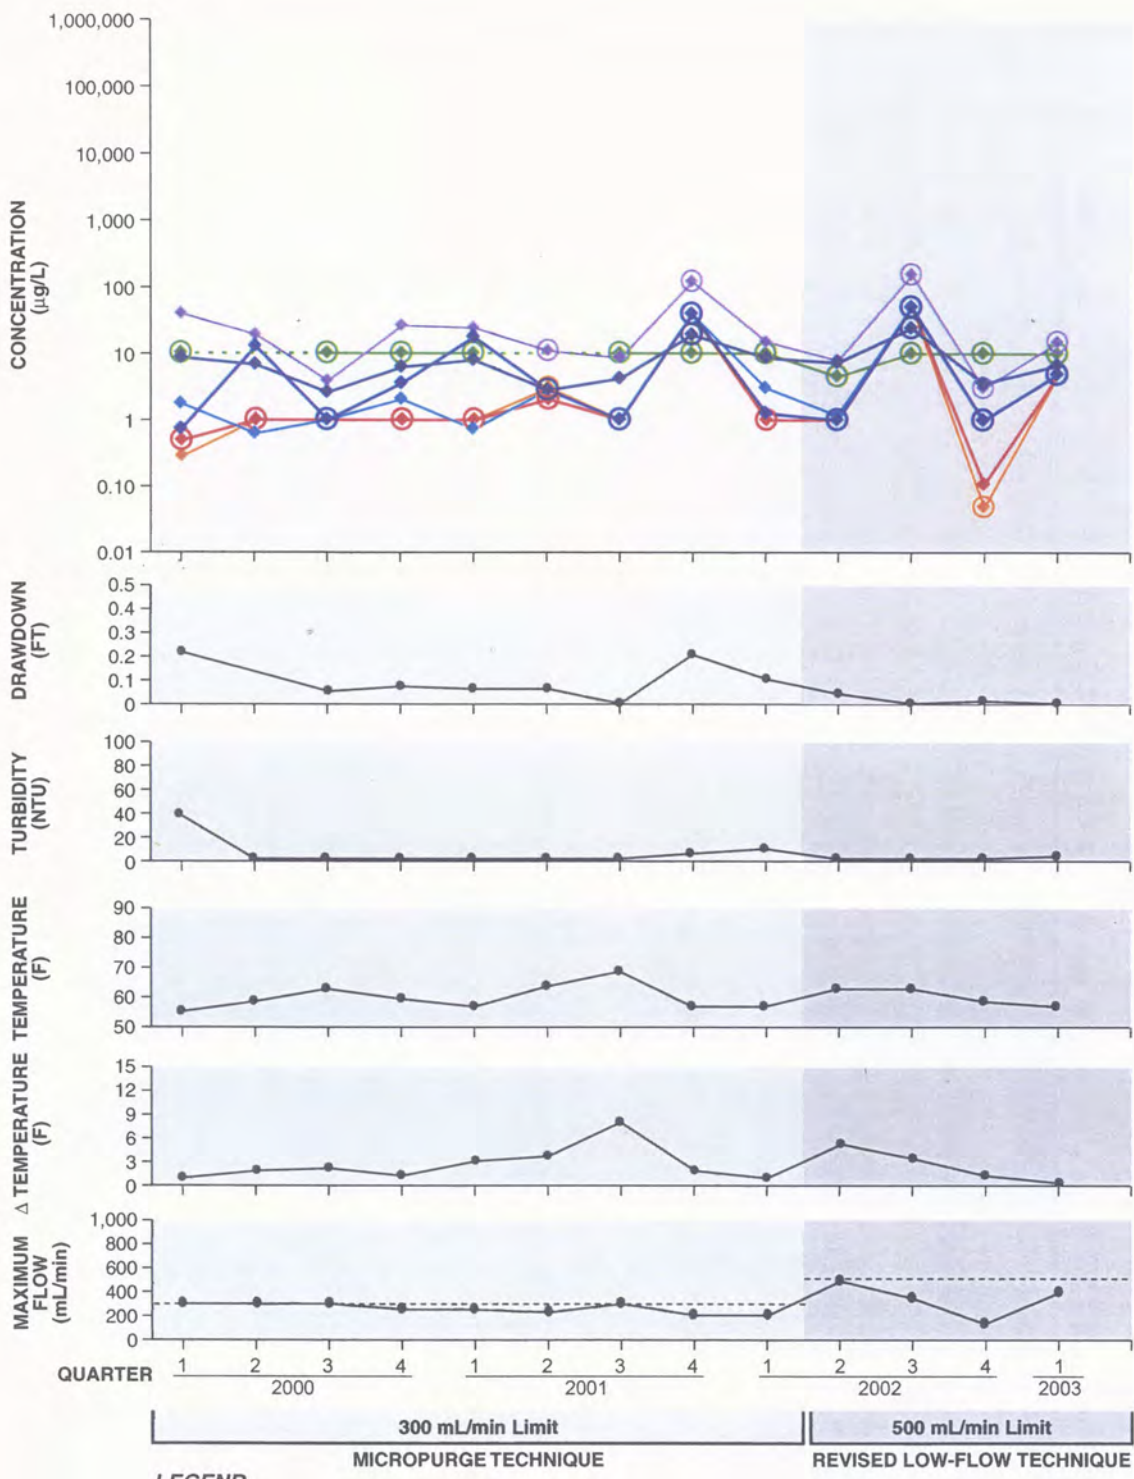 1,000,000
100,000
10,000
1,000
100
10
1
0.10
0.01
CONCENTRATION
(µg/L)
0.5
0.4
0.3
0.2
0.1
0
DRAWDOWN
(FT)
100
80
60
40
20
0
TURBIDITY
(NTU)
90
80
70
60
50
TEMPERATURE
(F)
15
12
9
6
3
0
Δ TEMPERATURE
(F)
1,000
800
600
400
200
0
MAXIMUM
FLOW
(mL/min)
QUARTER 1 2 3 4 1 2 3 4 1 2 3 4 1
2000 2001 2002 2003
300 mL/min Limit 500 mL/min Limit
MICROPURGE TECHNIQUE REVISED LOW-FLOW TECHNIQUE
LEGEND